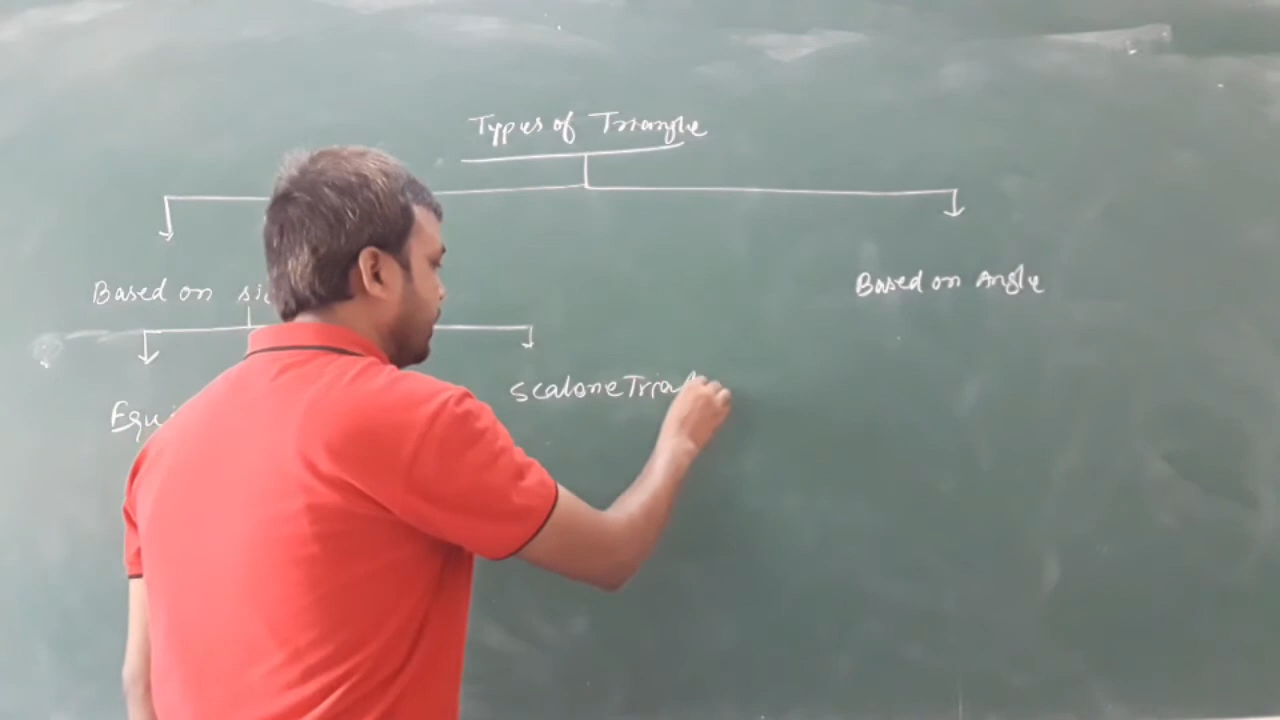 Types of Triangle
Based on si
Based on Angle
Scalone Tria
Equi